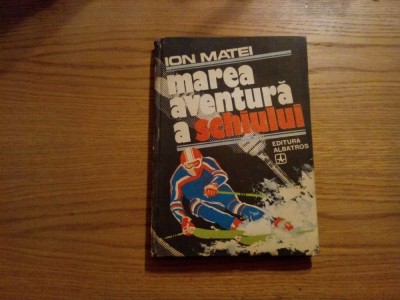 ION MATEI
marea
aventură
a schiului
EDITURA
ALBATROS